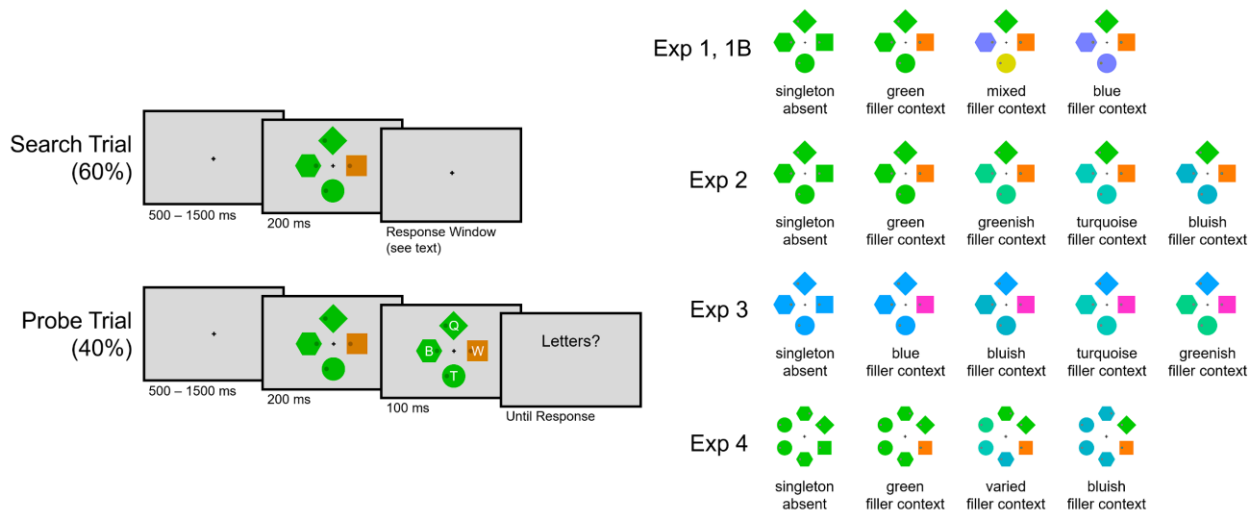 Search Trial
(60%)
500 – 1500 ms
200 ms
Response Window
(see text)
Probe Trial
(40%)
500 – 1500 ms
200 ms
Q
B
W
T
100 ms
Letters?
Until Response
Exp 1, 1B
singleton
absent
green
filler context
mixed
filler context
blue
filler context
Exp 2
singleton
absent
green
filler context
greenish
filler context
turquoise
filler context
bluish
filler context
Exp 3
singleton
absent
blue
filler context
bluish
filler context
turquoise
filler context
greenish
filler context
Exp 4
singleton
absent
green
filler context
varied
filler context
bluish
filler context